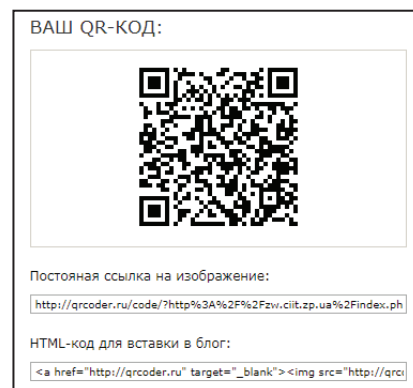 ВАШ QR-КОД:
Постояная ссылка на изображение:
http://qrcoder.ru/code/?http%3A%2F%2Fzw.ciit.zp.ua%2Findex.ph
HTML-код для вставки в блог:
<a href="http://qrcoder.ru" target="_blank"><img src="http://qrc